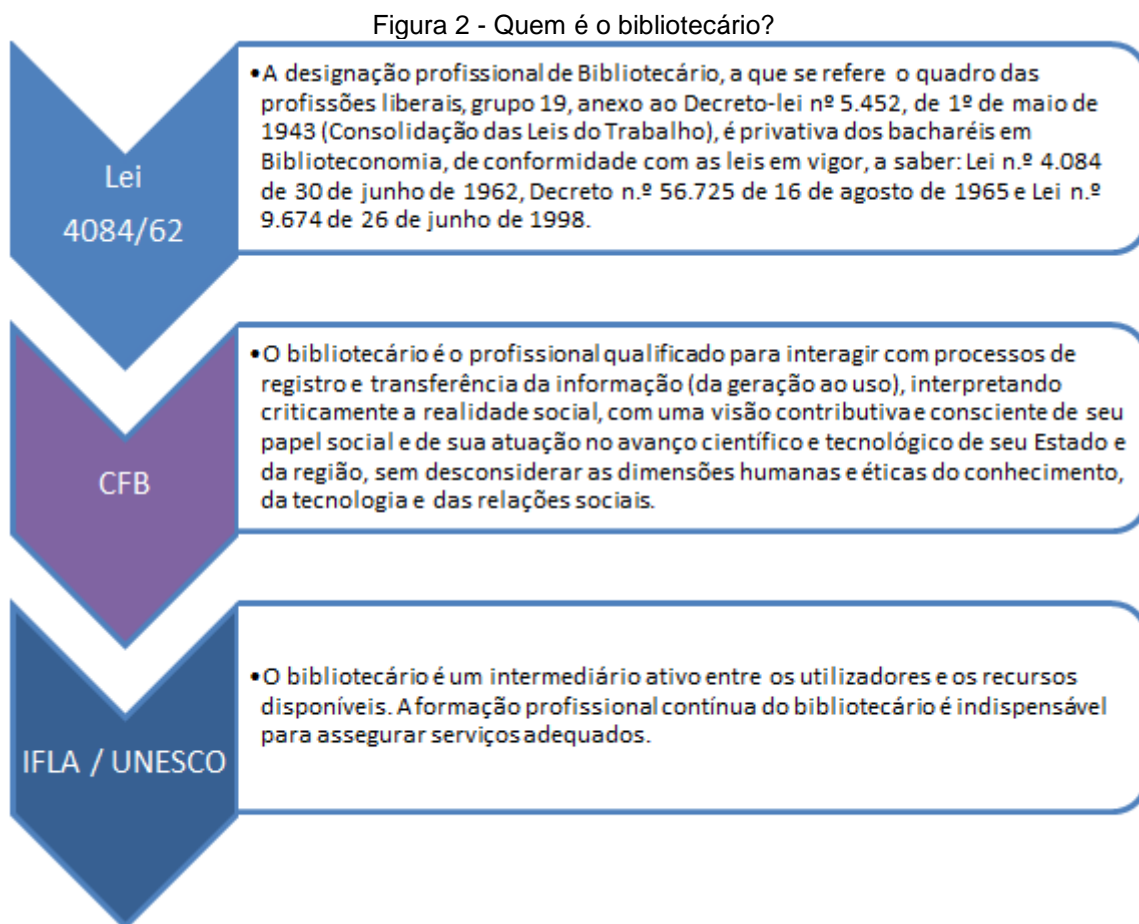 Figura 2 - Quem é o bibliotecário?
Lei
4084/62
•A designação profissional de Bibliotecário, a que se refere o quadro das
profissões liberais, grupo 19, anexo ao Decreto-lei nº 5.452, de 1º de maio de
1943 (Consolidação das Leis do Trabalho), é privativa dos bacharéis em
Biblioteconomia, de conformidade com as leis em vigor, a saber: Lei n.º 4.084
de 30 de junho de 1962, Decreto n.º 56.725 de 16 de agosto de 1965 e Lei n.º
9.674 de 26 de junho de 1998.
CFB
•O bibliotecário é o profissional qualificado para interagir com processos de
registro e transferência da informação (da geração ao uso), interpretando
criticamente a realidade social, com uma visão contributiva e consciente de seu
papel social e de sua atuação no avanço científico e tecnológico de seu Estado e
da região, sem desconsiderar as dimensões humanas e éticas do conhecimento,
da tecnologia e das relações sociais.
IFLA / UNESCO
•O bibliotecário é um intermediário ativo entre os utilizadores e os recursos
disponíveis. A formação profissional contínua do bibliotecário é indispensável
para assegurar serviços adequados.